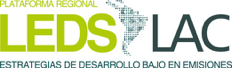 PLATAFORMA REGIONAL
LEDS LAC
ESTRATEGIAS DE DESARROLLO BAJO EN EMISIONES